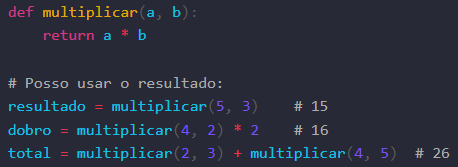 def multiplicar(a, b):
    return a * b

# Posso usar o resultado:
resultado = multiplicar(5, 3)    # 15
dobro = multiplicar(4, 2) * 2    # 16
total = multiplicar(2, 3) + multiplicar(4, 5)  # 26